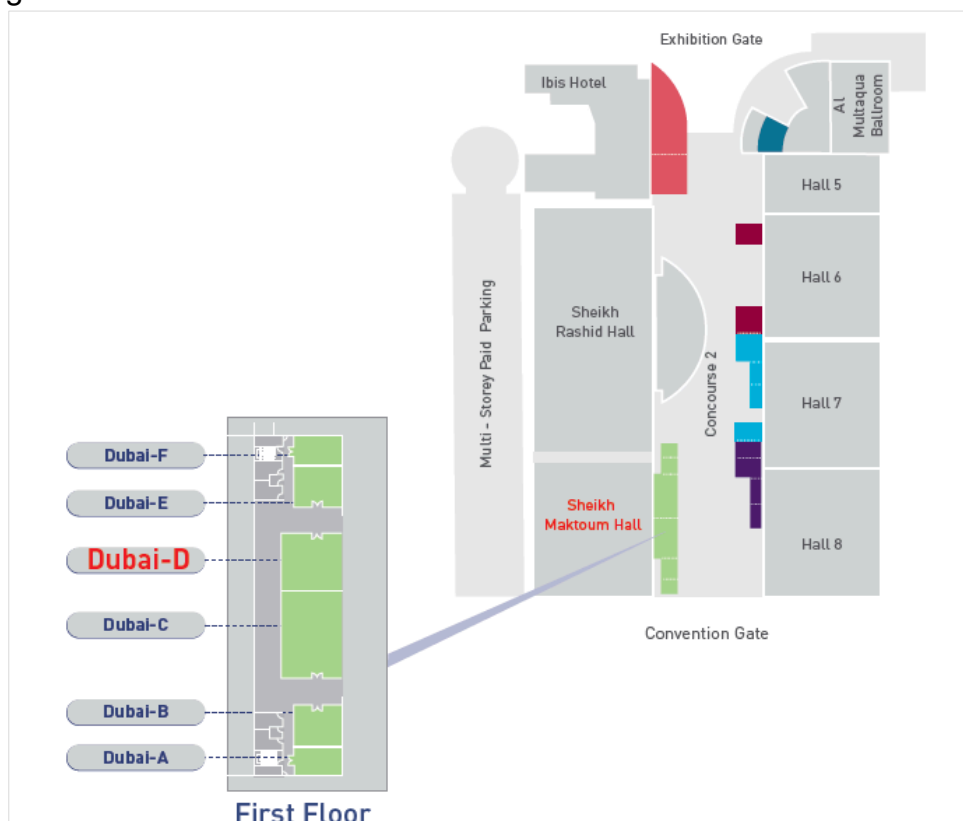 g
Exhibition Gate
Ibis Hotel
Al
Multaqua
Ballroom
Hall 5
Hall 6
Sheikh
Rashid Hall
Multi - Storey Paid Parking
Concourse 2
Hall 7
Dubai-F
Dubai-E
Sheikh
Maktoum Hall
Hall 8
Dubai-D
Dubai-C
Convention Gate
Dubai-B
Dubai-A
First Floor